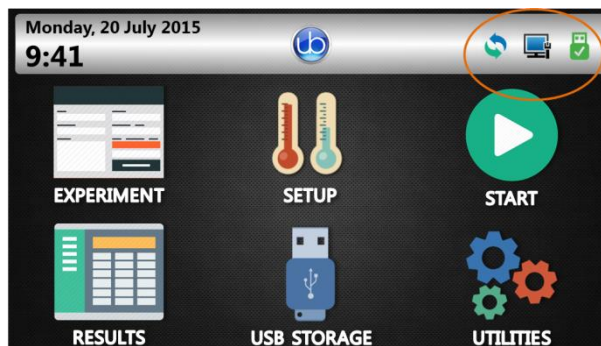 Monday, 20 July 2015
9:41
ub
EXPERIMENT
SETUP
START
RESULTS
USB STORAGE
UTILITIES